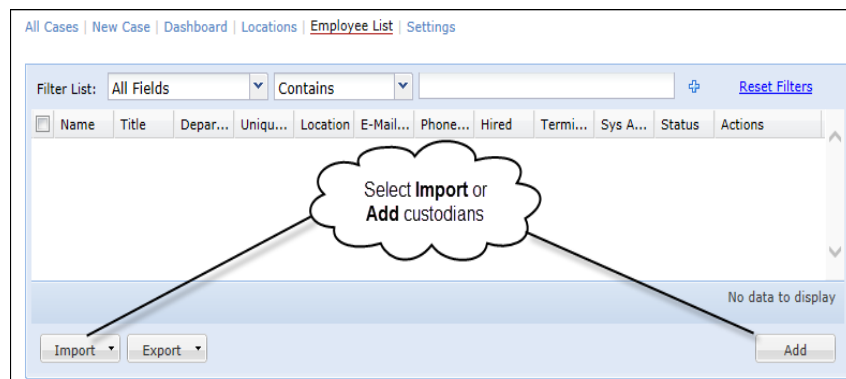 All Cases | New Case | Dashboard | Locations | Employee List | Settings
Filter List: All Fields Contains Reset Filters
Name Title Depar... Uniqu... Location E-Mail... Phone... Hired Termi... Sys A... Status Actions
Select Import or
Add custodians
No data to display
Import Export Add